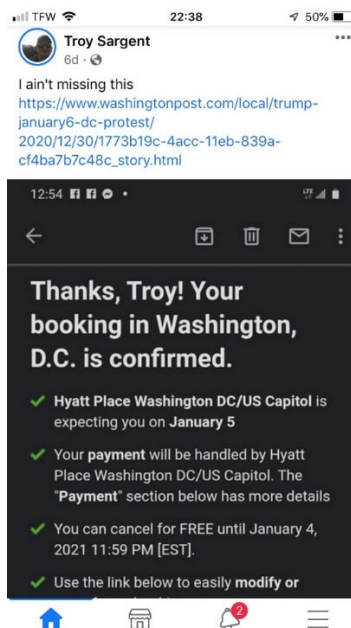 TFW 22:38 50%
Troy Sargent
6d ·
I ain't missing this
https://www.washingtonpost.com/local/trump-
january6-dc-protest/
2020/12/30/1773b19c-4acc-11eb-839a-
cf4ba7b7c48c_story.html
12:54 LTE
Thanks, Troy! Your
booking in Washington,
D.C. is confirmed.
Hyatt Place Washington DC/US Capitol is
expecting you on January 5
Your payment will be handled by Hyatt
Place Washington DC/US Capitol. The
"Payment" section below has more details
You can cancel for FREE until January 4,
2021 11:59 PM [EST].
Use the link below to easily modify or
2